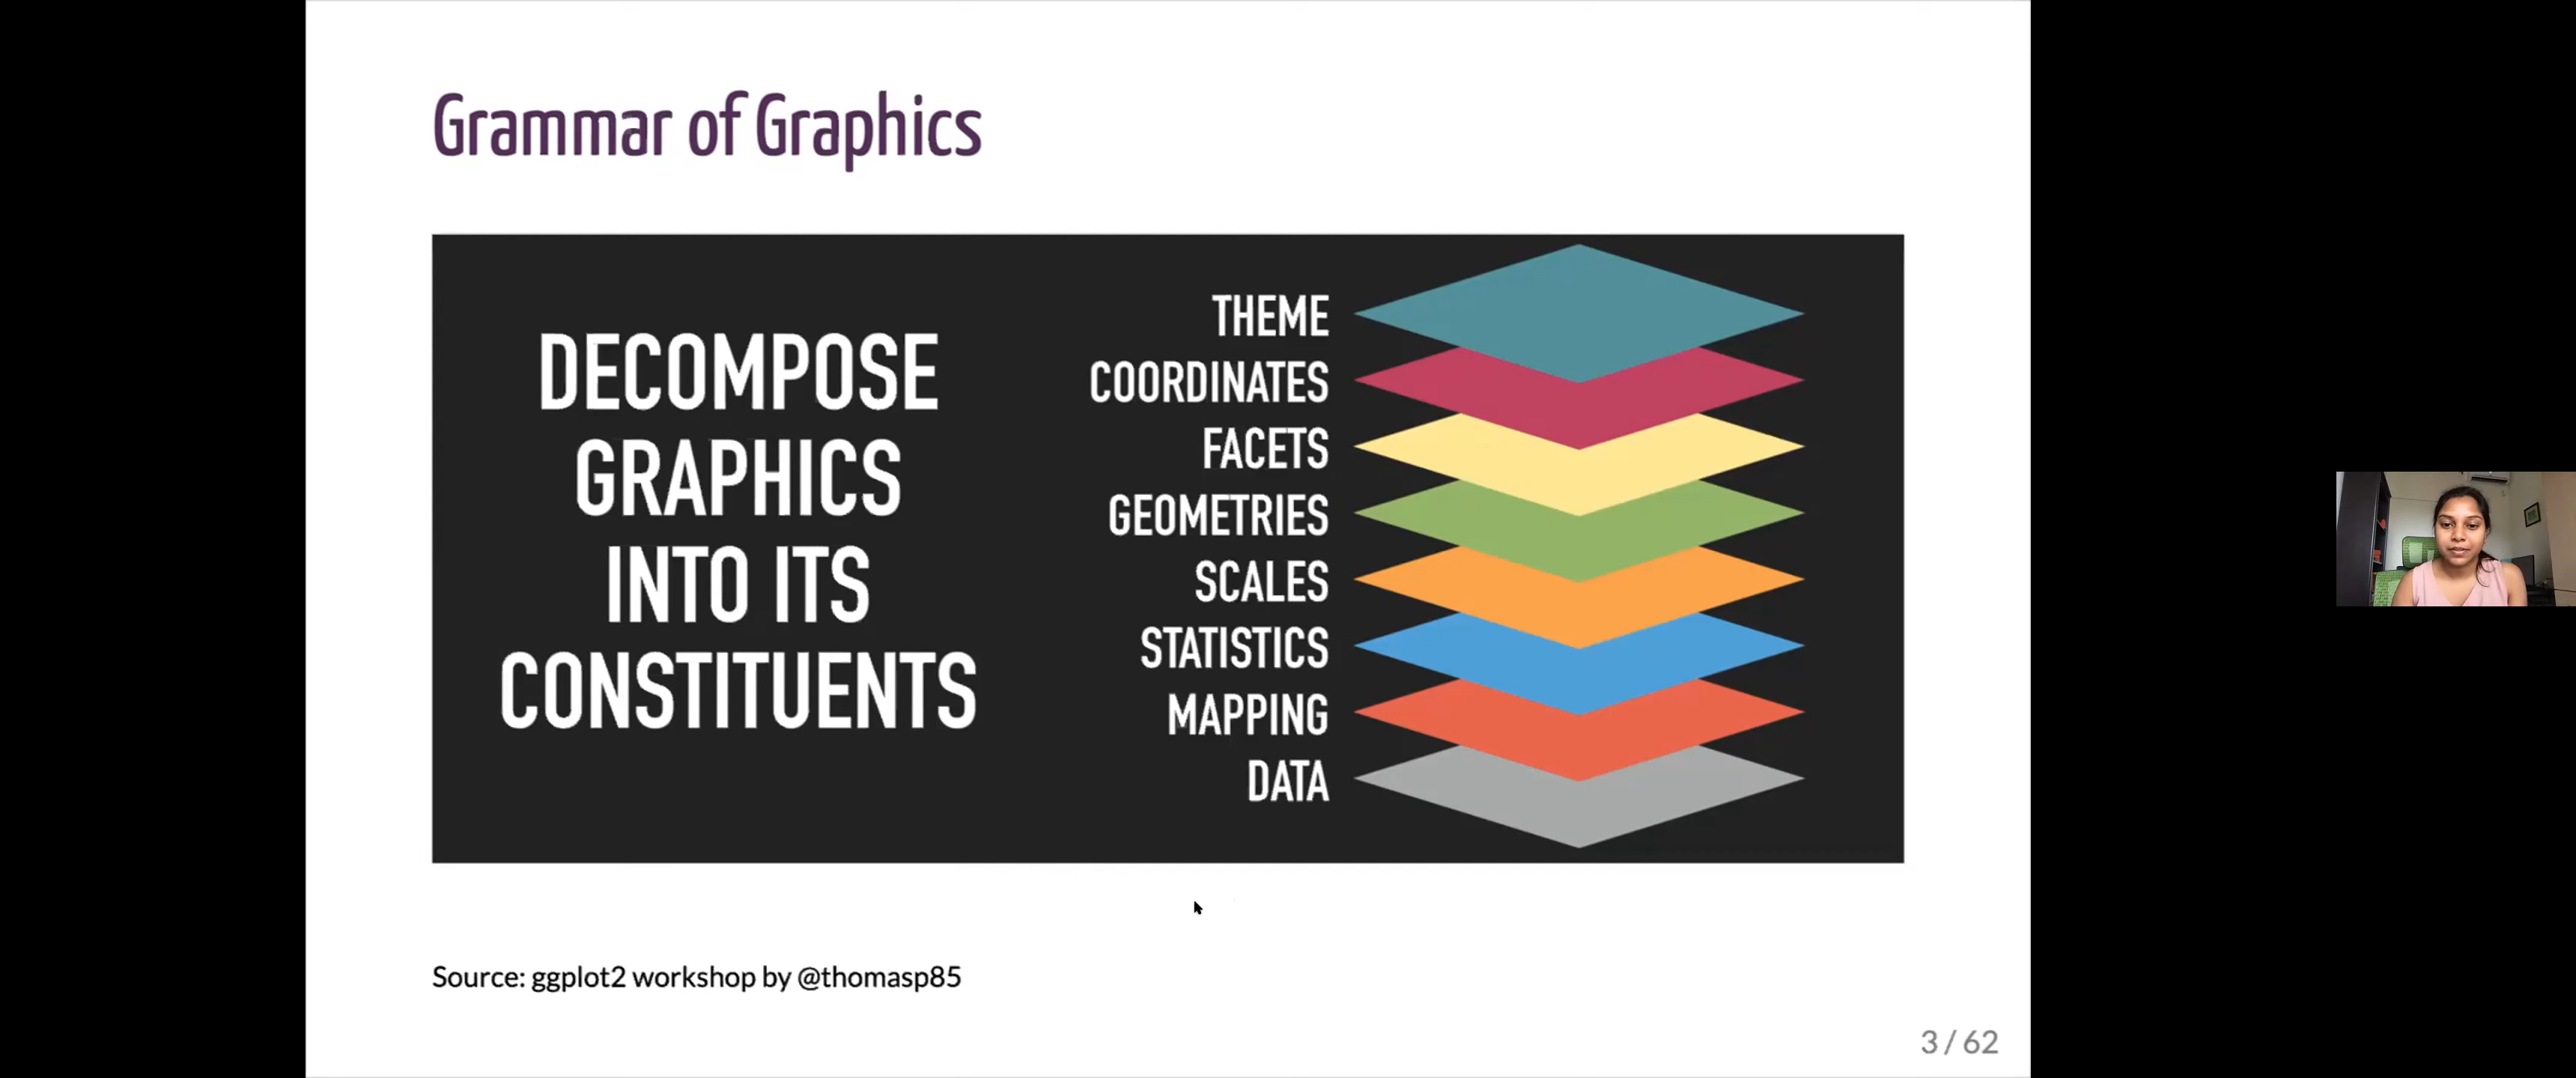 Grammar of Graphics
DECOMPOSE
GRAPHICS
INTO ITS
CONSTITUENTS
THEME
COORDINATES
FACETS
GEOMETRIES
SCALES
STATISTICS
MAPPING
DATA
Source: ggplot2 workshop by @thomasp85
3 / 62